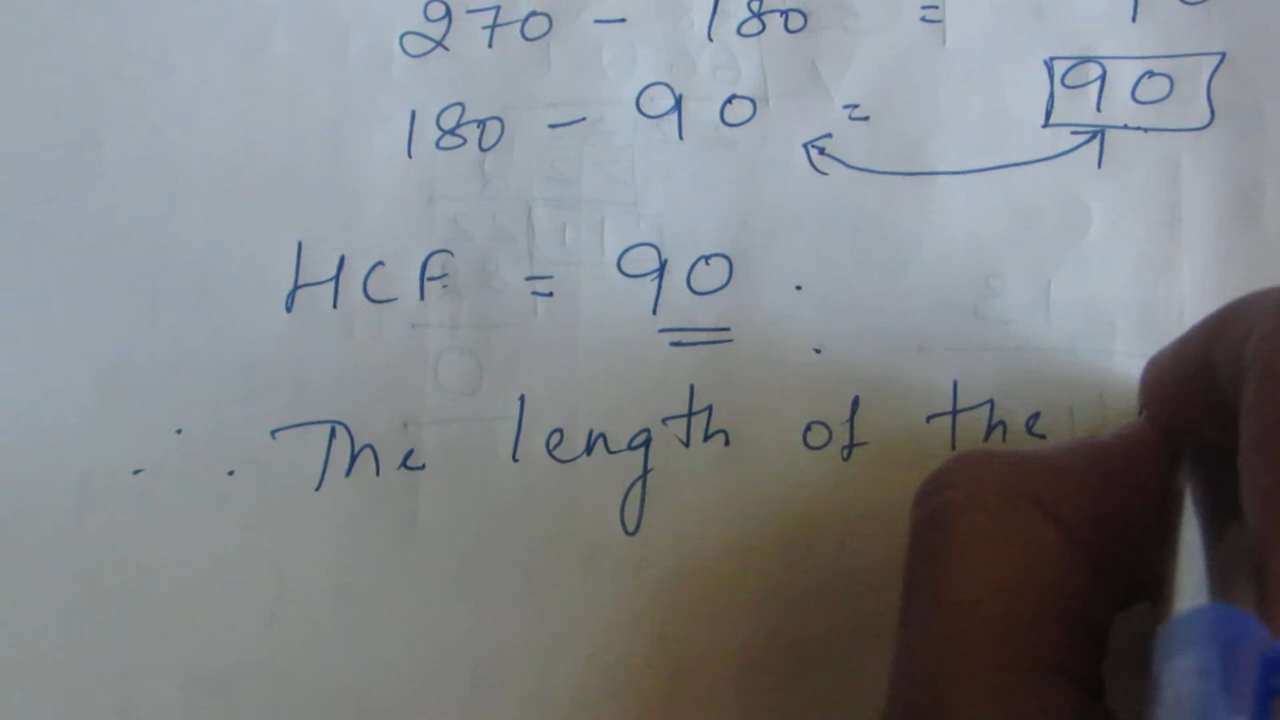 270 - 180 =
180 - 90 = 90
HCF = 90 .
∴ The length of the